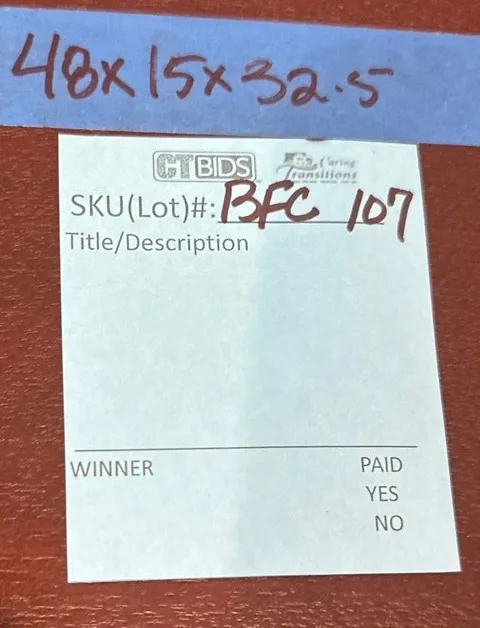 48x15x32.5
CTBIDS Caring Transitions
SKU(Lot)#: BFC 107
Title/Description
WINNER PAID
YES
NO